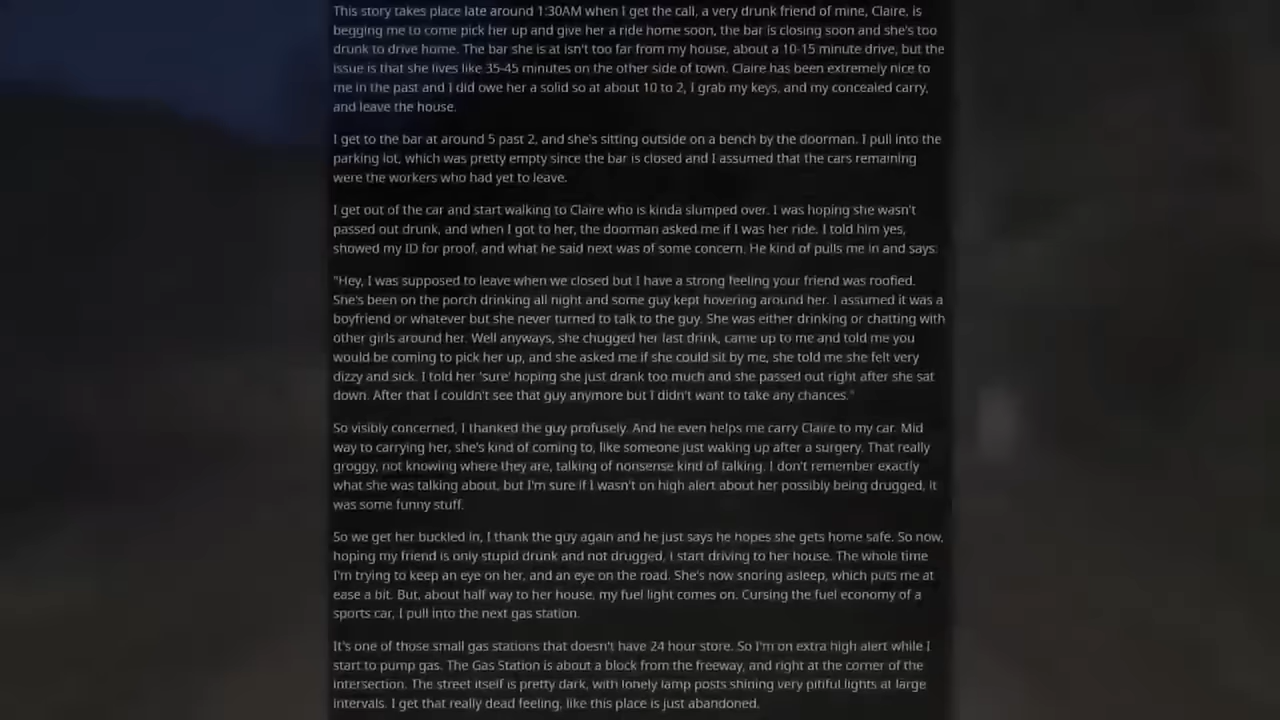 This story takes place late around 1:30AM when I get the call, a very drunk friend of mine, Claire, is
begging me to come pick her up and give her a ride home soon, the bar is closing soon and she's too
drunk to drive home. The bar she is at isn't too far from my house, about a 10-15 minute drive, but the
issue is that she lives like 35-45 minutes on the other side of town. Claire has been extremely nice to
me in the past and I did owe her a solid so at about 10 to 2, I grab my keys, and my concealed carry,
and leave the house.
I get to the bar at around 5 past 2, and she's sitting outside on a bench by the doorman. I pull into the
parking lot, which was pretty empty since the bar is closed and I assumed that the cars remaining
were the workers who had yet to leave.
I get out of the car and start walking to Claire who is kinda slumped over. I was hoping she wasn't
passed out drunk, and when I got to her, the doorman asked me if I was her ride. I told him yes,
showed my ID for proof, and what he said next was of some concern. He kind of pulls me in and says:
"Hey, I was supposed to leave when we closed but I have a strong feeling your friend was roofied.
She's been on the porch drinking all night and some guy kept hovering around her. I assumed it was a
boyfriend or whatever but she never turned to talk to the guy. She was either drinking or chatting with
other girls around her. Well anyways, she chugged her last drink, came up to me and told me you
would be coming to pick her up, and she asked me if she could sit by me, she told me she felt very
dizzy and sick. I told her 'sure' hoping she just drank too much and she passed out right after she sat
down. After that I couldn't see that guy anymore but I didn't want to take any chances."
So visibly concerned, I thanked the guy profusely. And he even helps me carry Claire to my car. Mid
way to carrying her, she's kind of coming to, like someone just waking up after a surgery. That really
groggy, not knowing where they are, talking of nonsense kind of talking. I don't remember exactly
what she was talking about, but I'm sure if I wasn't on high alert about her possibly being drugged, it
was some funny stuff.
So we get her buckled in, I thank the guy again and he just says he hopes she gets home safe. So now,
hoping my friend is only stupid drunk and not drugged, I start driving to her house. The whole time
I'm trying to keep an eye on her, and an eye on the road. She's now snoring asleep, which puts me at
ease a bit. But, about half way to her house, my fuel light comes on. Cursing the fuel economy of a
sports car, I pull into the next gas station.
It's one of those small gas stations that doesn't have 24 hour store. So I'm on extra high alert while I
start to pump gas. The Gas Station is about a block from the freeway, and right at the corner of the
intersection. The street itself is pretty dark, with lonely lamp posts shining very pitiful lights at large
intervals. I get that really dead feeling, like this place is just abandoned.